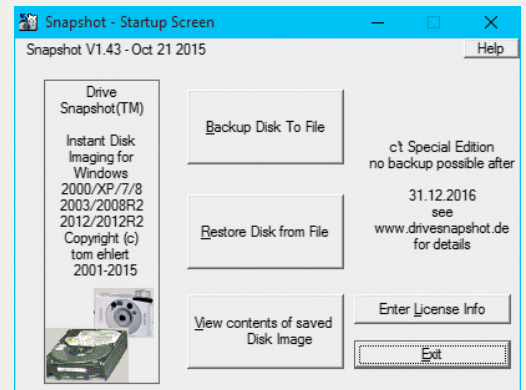 Snapshot - Startup Screen
Snapshot V1.43 - Oct 21 2015
Help
Drive
Snapshot(TM)
Instant Disk
Imaging for
Windows
2000/XP/7/8
2003/2008R2
2012/2012R2
Copyright (c)
tom ehlert
2001-2015
Backup Disk To File
Restore Disk from File
View contents of saved
Disk Image
c't Special Edition
no backup possible after
31.12.2016
see
www.drivesnapshot.de
for details
Enter License Info
Exit